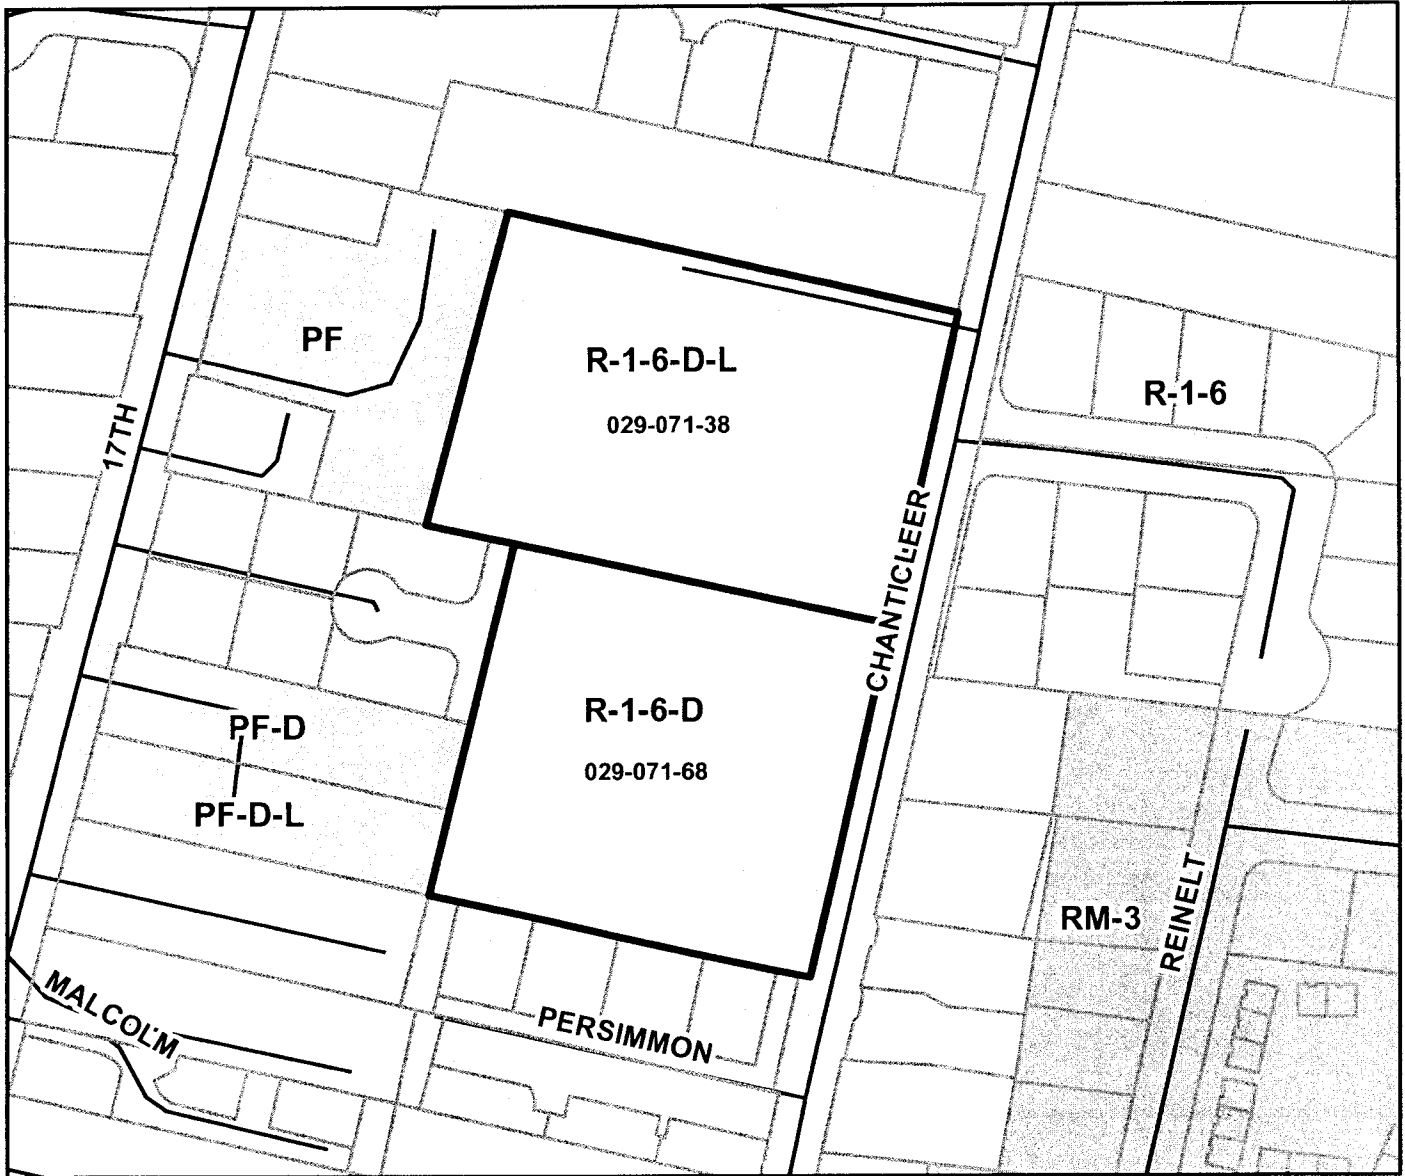 PF
R-1-6-D-L
029-071-38
R-1-6
17TH
CHANTICLEER
R-1-6-D
029-071-68
PF-D
PF-D-L
RM-3
REINELT
MALCOLM
PERSIMMON